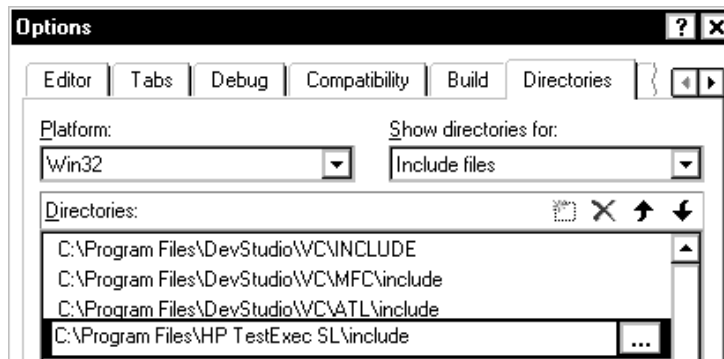 Options
Editor Tabs Debug Compatibility Build Directories
Platform: Show directories for:
Win32 Include files
Directories:
C:\Program Files\DevStudio\VC\INCLUDE
C:\Program Files\DevStudio\VC\MFC\include
C:\Program Files\DevStudio\VC\ATL\include
C:\Program Files\HP TestExec SL\include ...